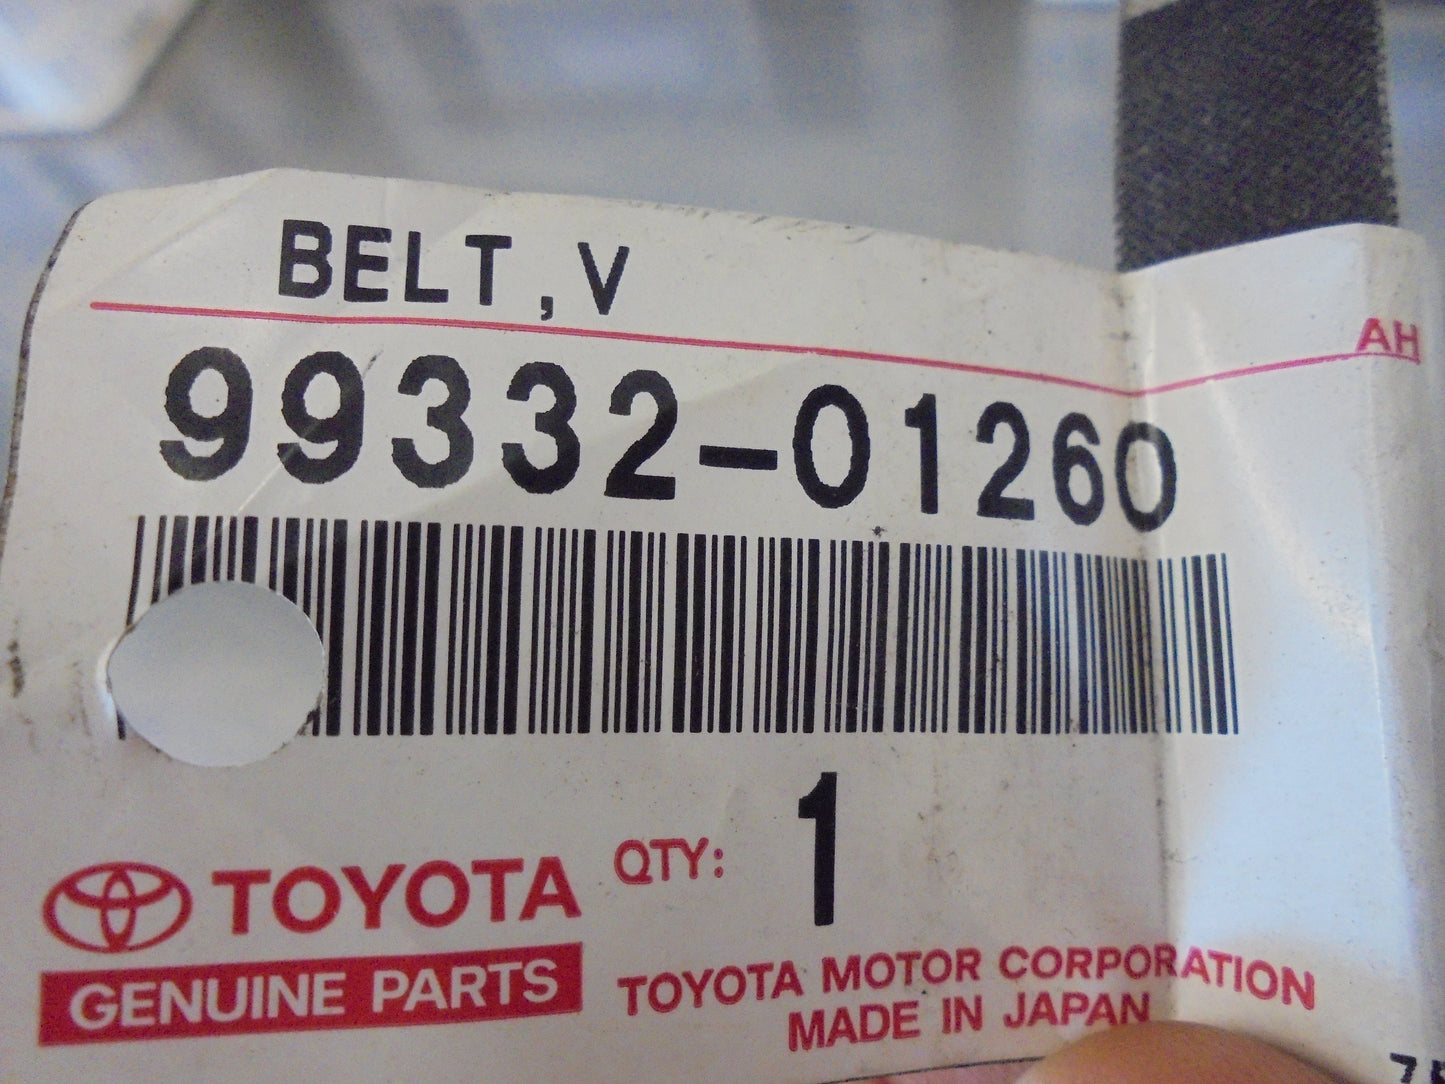 BELT,V
AH
99332-01260
QTY: 1
TOYOTA
GENUINE PARTS
TOYOTA MOTOR CORPORATION
MADE IN JAPAN